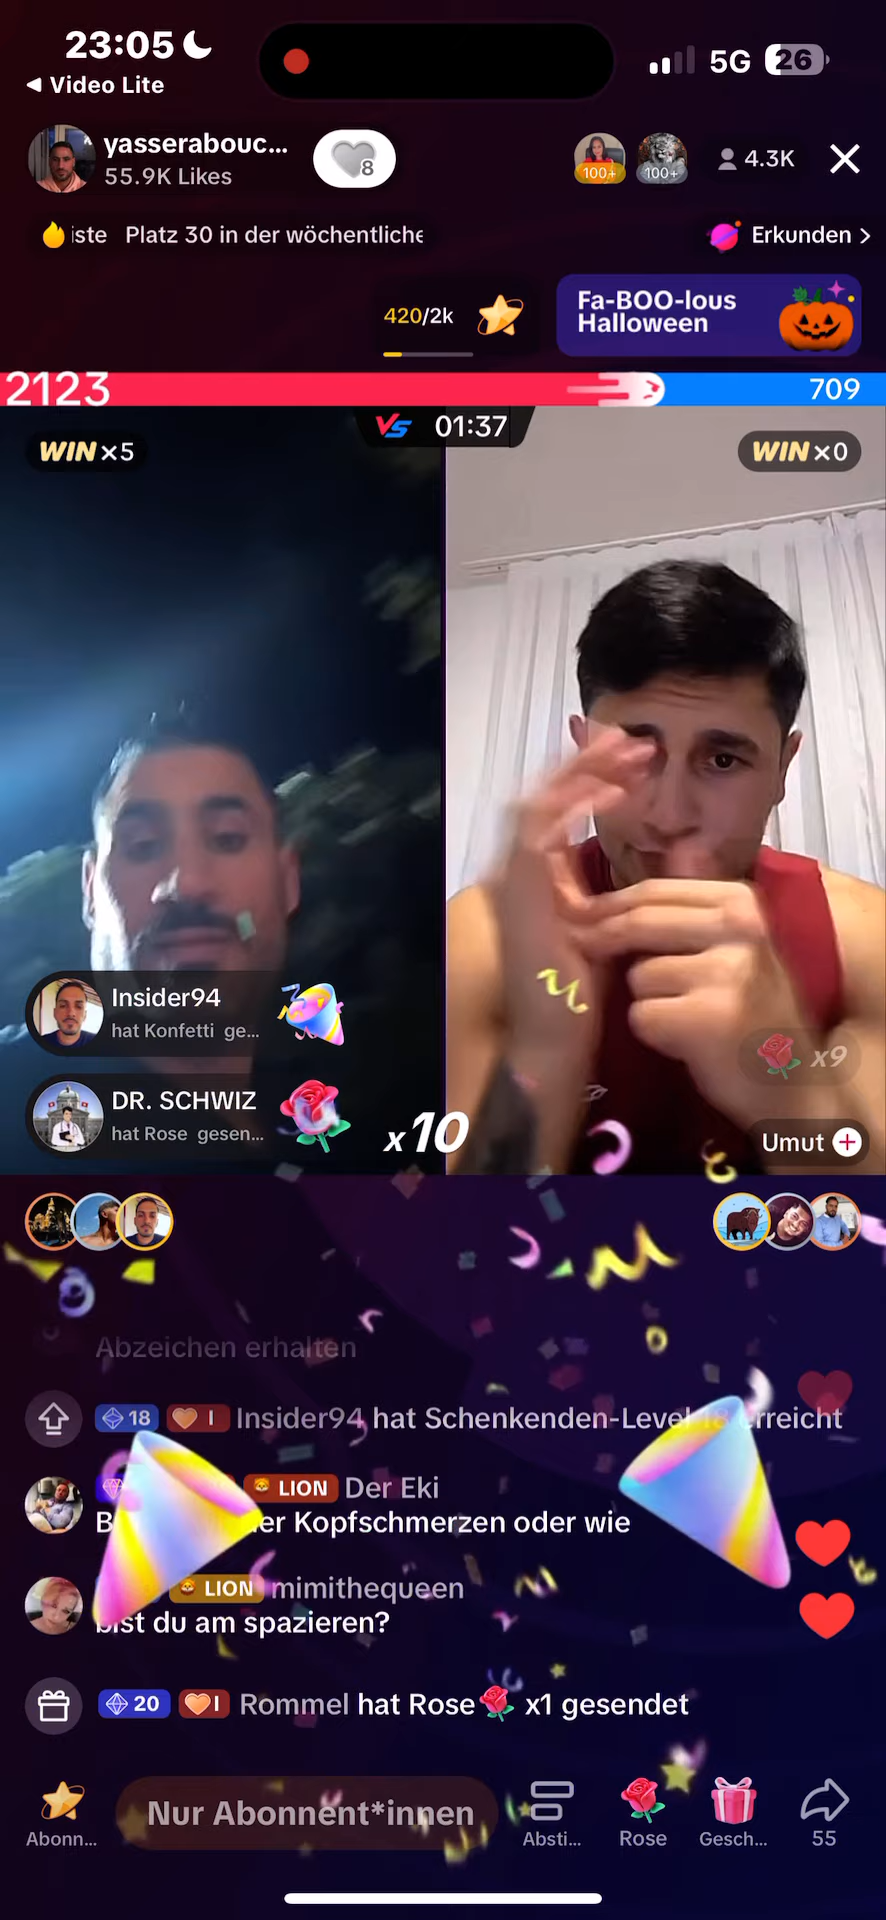 23:05
5G
26
Video Lite
yasserabouc...
55.9K Likes
8
100+
100+
4.3K
iste Platz 30 in der wöchentliche
Erkunden
420/2k
Fa-BOO-lous
Halloween
2123
709
VS 01:37
WIN x5
WIN x0
Insider94
hat Konfetti ge...
x9
DR. SCHWIZ
hat Rose gesen...
x10
Umut
Abzeichen erhalten
18 I Insider94 hat Schenkenden-Level erreicht
LION Der Eki
er Kopfschmerzen oder wie
LION mimithequeen
bist du am spazieren?
20 I Rommel hat Rose x1 gesendet
Nur Abonnent*innen
Abonn...
Absti...
Rose
Gesch...
55